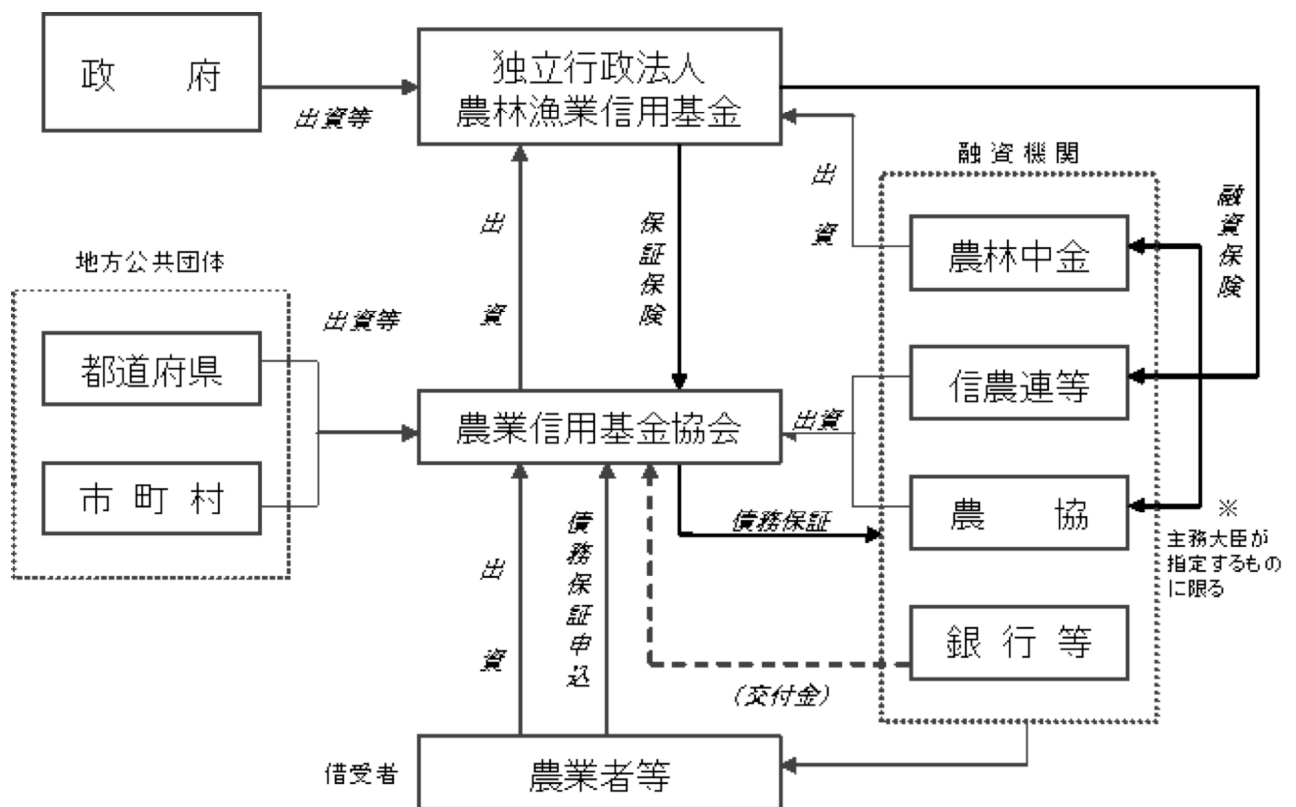 政府
独立行政法人
農林漁業信用基金
出資等
融資機関
出資
融資保険
出資
保証保険
農林中金
地方公共団体
出資等
都道府県
信農連等
農業信用基金協会
出資
市町村
農協
※
主務大臣が
指定するもの
に限る
債務保証
出資
債務保証申込
銀行等
(交付金)
借受者
農業者等